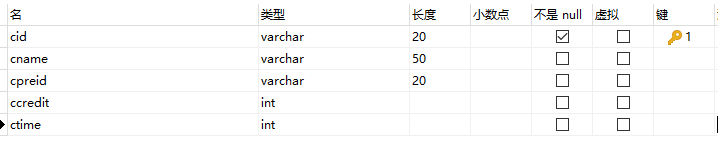 名 类型 长度 小数点 不是 null 虚拟 键
cid varchar 20 1
cname varchar 50
cpreid varchar 20
ccredit int
ctime int